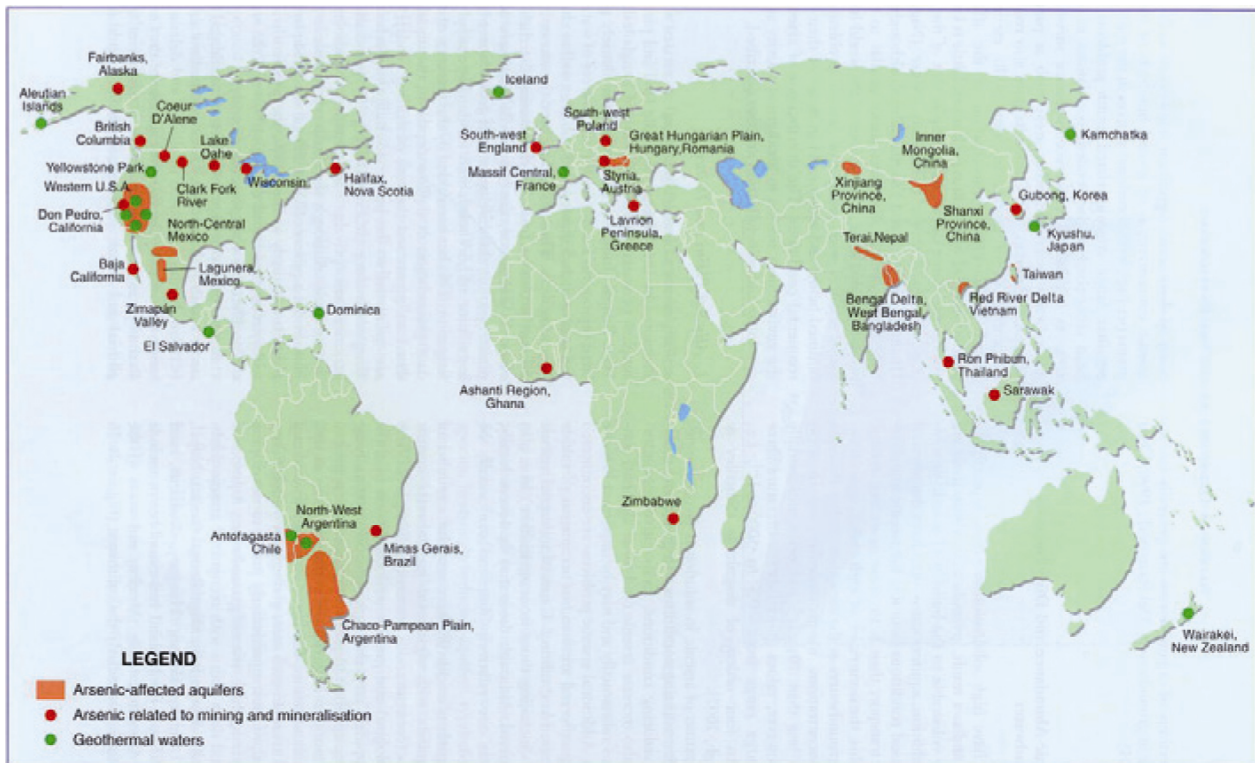 Fairbanks,
Alaska
Aleutian
Islands
Coeur
D'Alene
British
Columbia
Lake
Oahe
Yellowstone Park
Western U.S.A.
Clark Fork
River
Wisconsin
Halifax,
Nova Scotia
Don Pedro,
California
North-Central
Mexico
Baja
California
Lagunera,
Mexico
Zimapán
Valley
El Salvador
Dominica
Iceland
South-west
England
South-west
Poland
Great Hungarian Plain,
Hungary,Romania
Massif Central,
France
Styria,
Austria
Lavrion
Peninsula,
Greece
Inner
Mongolia,
China
Kamchatka
Xinjiang
Province,
China
Shanxi
Province,
China
Gubong, Korea
Kyushu,
Japan
Terai,Nepal
Taiwan
Bengal Delta,
West Bengal,
Bangladesh
Red River Delta
Vietnam
Ron Phibun,
Thailand
Sarawak
Ashanti Region,
Ghana
Zimbabwe
North-West
Argentina
Antofagasta
Chile
Minas Gerais,
Brazil
Chaco-Pampean Plain,
Argentina
Wairakei,
New Zealand
LEGEND
Arsenic-affected aquifers
Arsenic related to mining and mineralisation
Geothermal waters